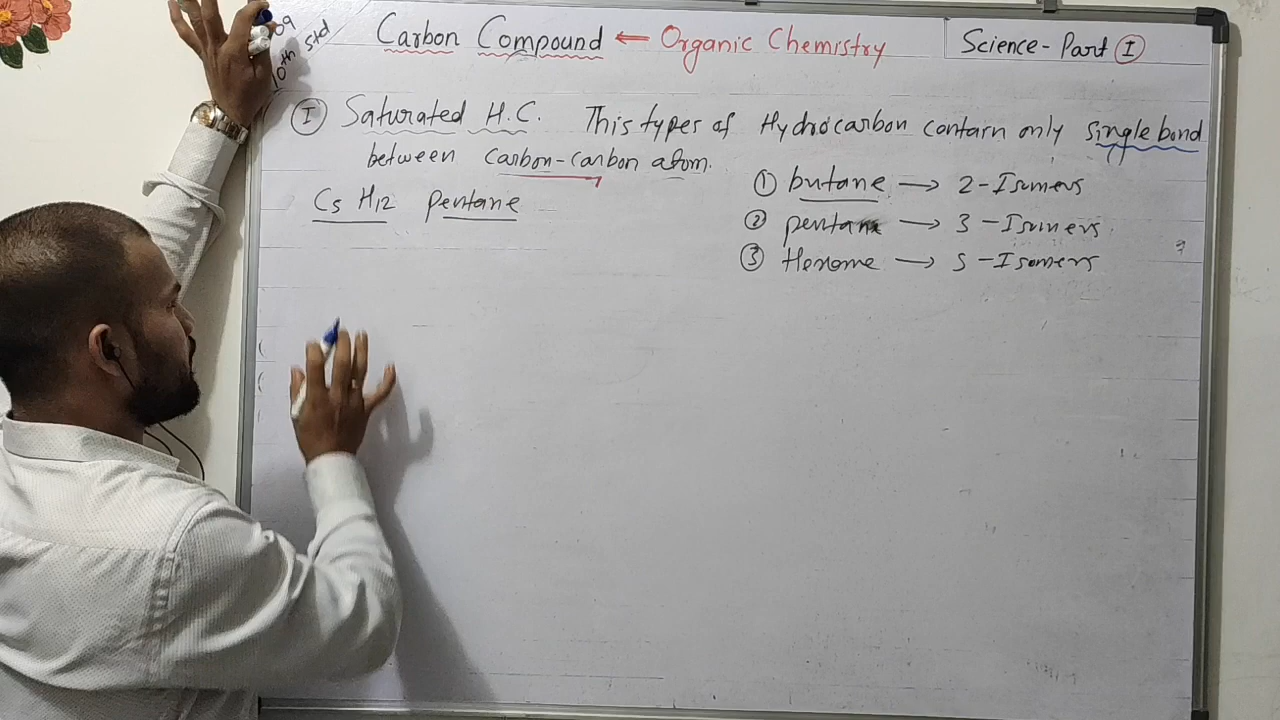 09
10th std
Carbon Compound ⇐ Organic Chemistry
Science - Part I
I Saturated H.C. This types of Hydrocarbon contain only single bond
between Carbon-carbon atom.
C5 H12 pentane
① butane → 2-Isomers
② pentane → 3-Isomers
③ Hexane → 5-Isomers